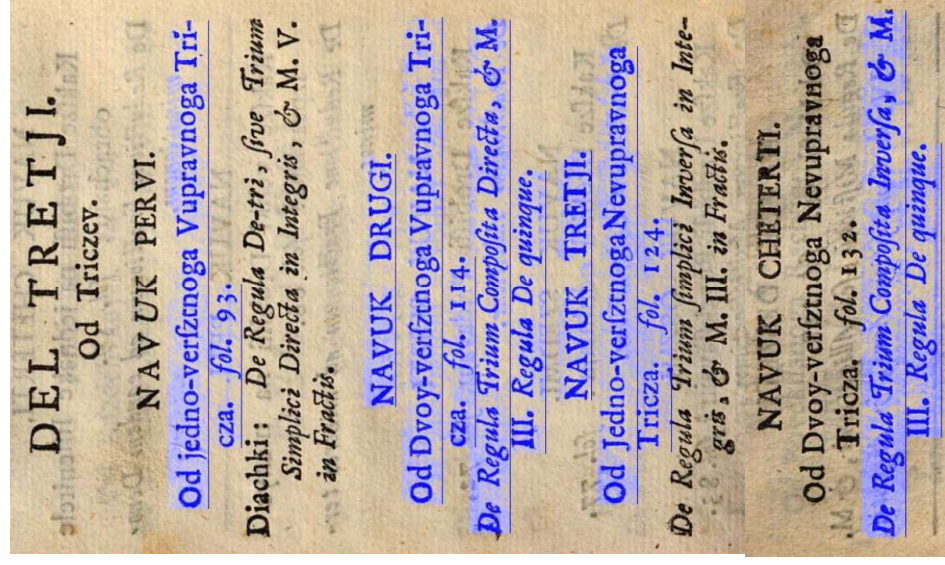 DEL TRETJI.
Od Triczev.
NAVUK PERVI.
Od jedno-verſztnoga Vupravnoga Tri-
cza. fol. 93.
Diachki: De Regula De-tri, ſive Trium
Simplici Directa in Integris, & M. V.
in Fractis.
NAVUK DRUGI.
Od Dvoy-verſztnoga Vupravnoga Tri-
cza. fol. 114.
De Regula Trium Compoſita Directa, & M.
III. Regula De quinque.
NAVUK TRETJI.
Od Jedno-verſztnoga Nevupravnoga
Tricza. fol. 124.
De Regula Trium ſimplici Inverſa in Inte-
gris, & M. III. in Fractis.
NAVUK CHETERTI.
Od Dvoy-verſztnoga Nevupravnoga
Tricza. fol. 132.
De Regula Trium Compoſita Inverſa, & M.
III. Regula De quinque.